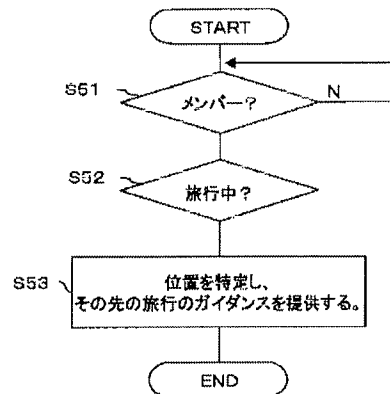 START
S51
メンバー?
N
S52
旅行中?
S53
位置を特定し、
その先の旅行のガイダンスを提供する。
END